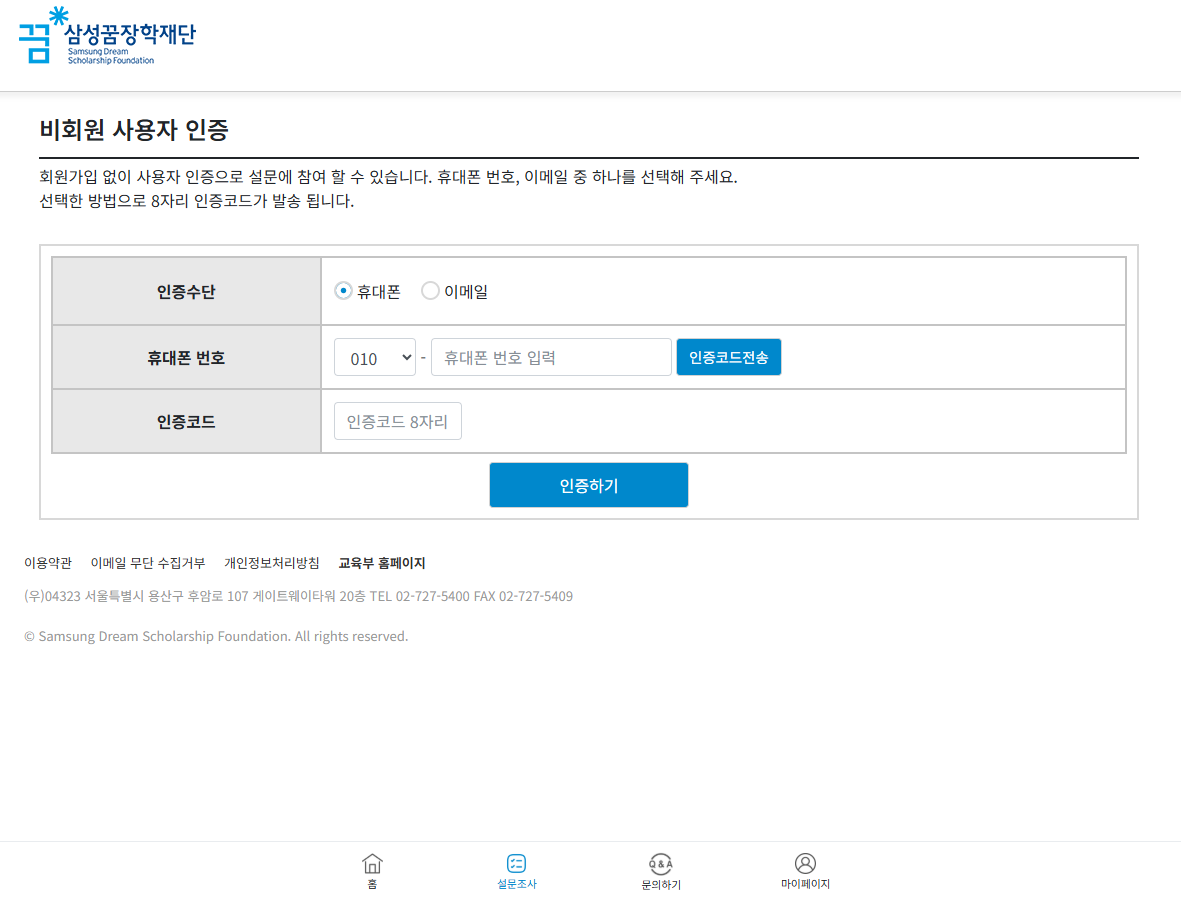 꿈 삼성꿈장학재단
Samsung Dream
Scholarship Foundation
비회원 사용자 인증
회원가입 없이 사용자 인증으로 설문에 참여 할 수 있습니다. 휴대폰 번호, 이메일 중 하나를 선택해 주세요.
선택한 방법으로 8자리 인증코드가 발송 됩니다.
인증수단 휴대폰 이메일
휴대폰 번호 010 - 휴대폰 번호 입력 인증코드전송
인증코드 인증코드 8자리
인증하기
이용약관 이메일 무단 수집거부 개인정보처리방침 교육부 홈페이지
(우)04323 서울특별시 용산구 후암로 107 게이트웨이타워 20층 TEL 02-727-5400 FAX 02-727-5409
© Samsung Dream Scholarship Foundation. All rights reserved.
Q & A
홈 설문조사 문의하기 마이페이지